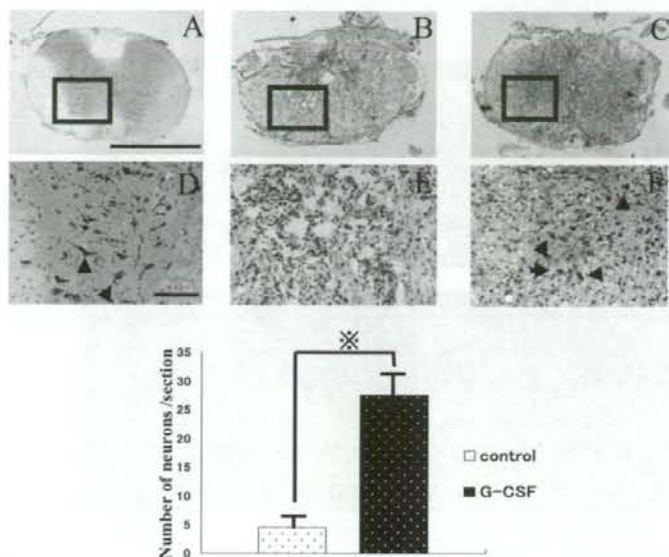 A
B
C
D
E
F
※
Number of neurons /section
35
30
25
20
15
10
5
0
control
G-CSF